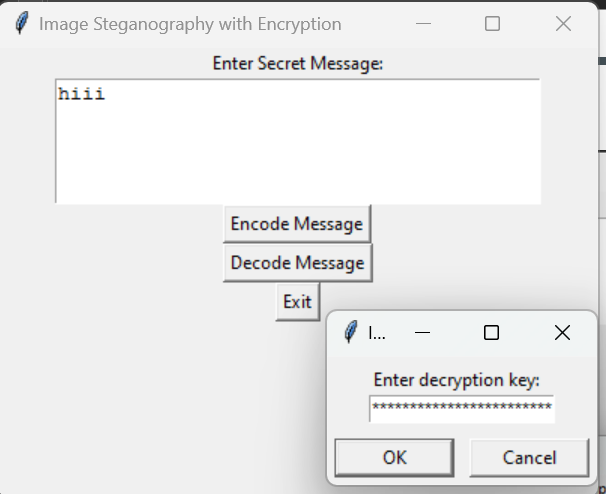 Image Steganography with Encryption
Enter Secret Message:
hiii
Encode Message
Decode Message
Exit
I...
Enter decryption key:
************************
OK
Cancel